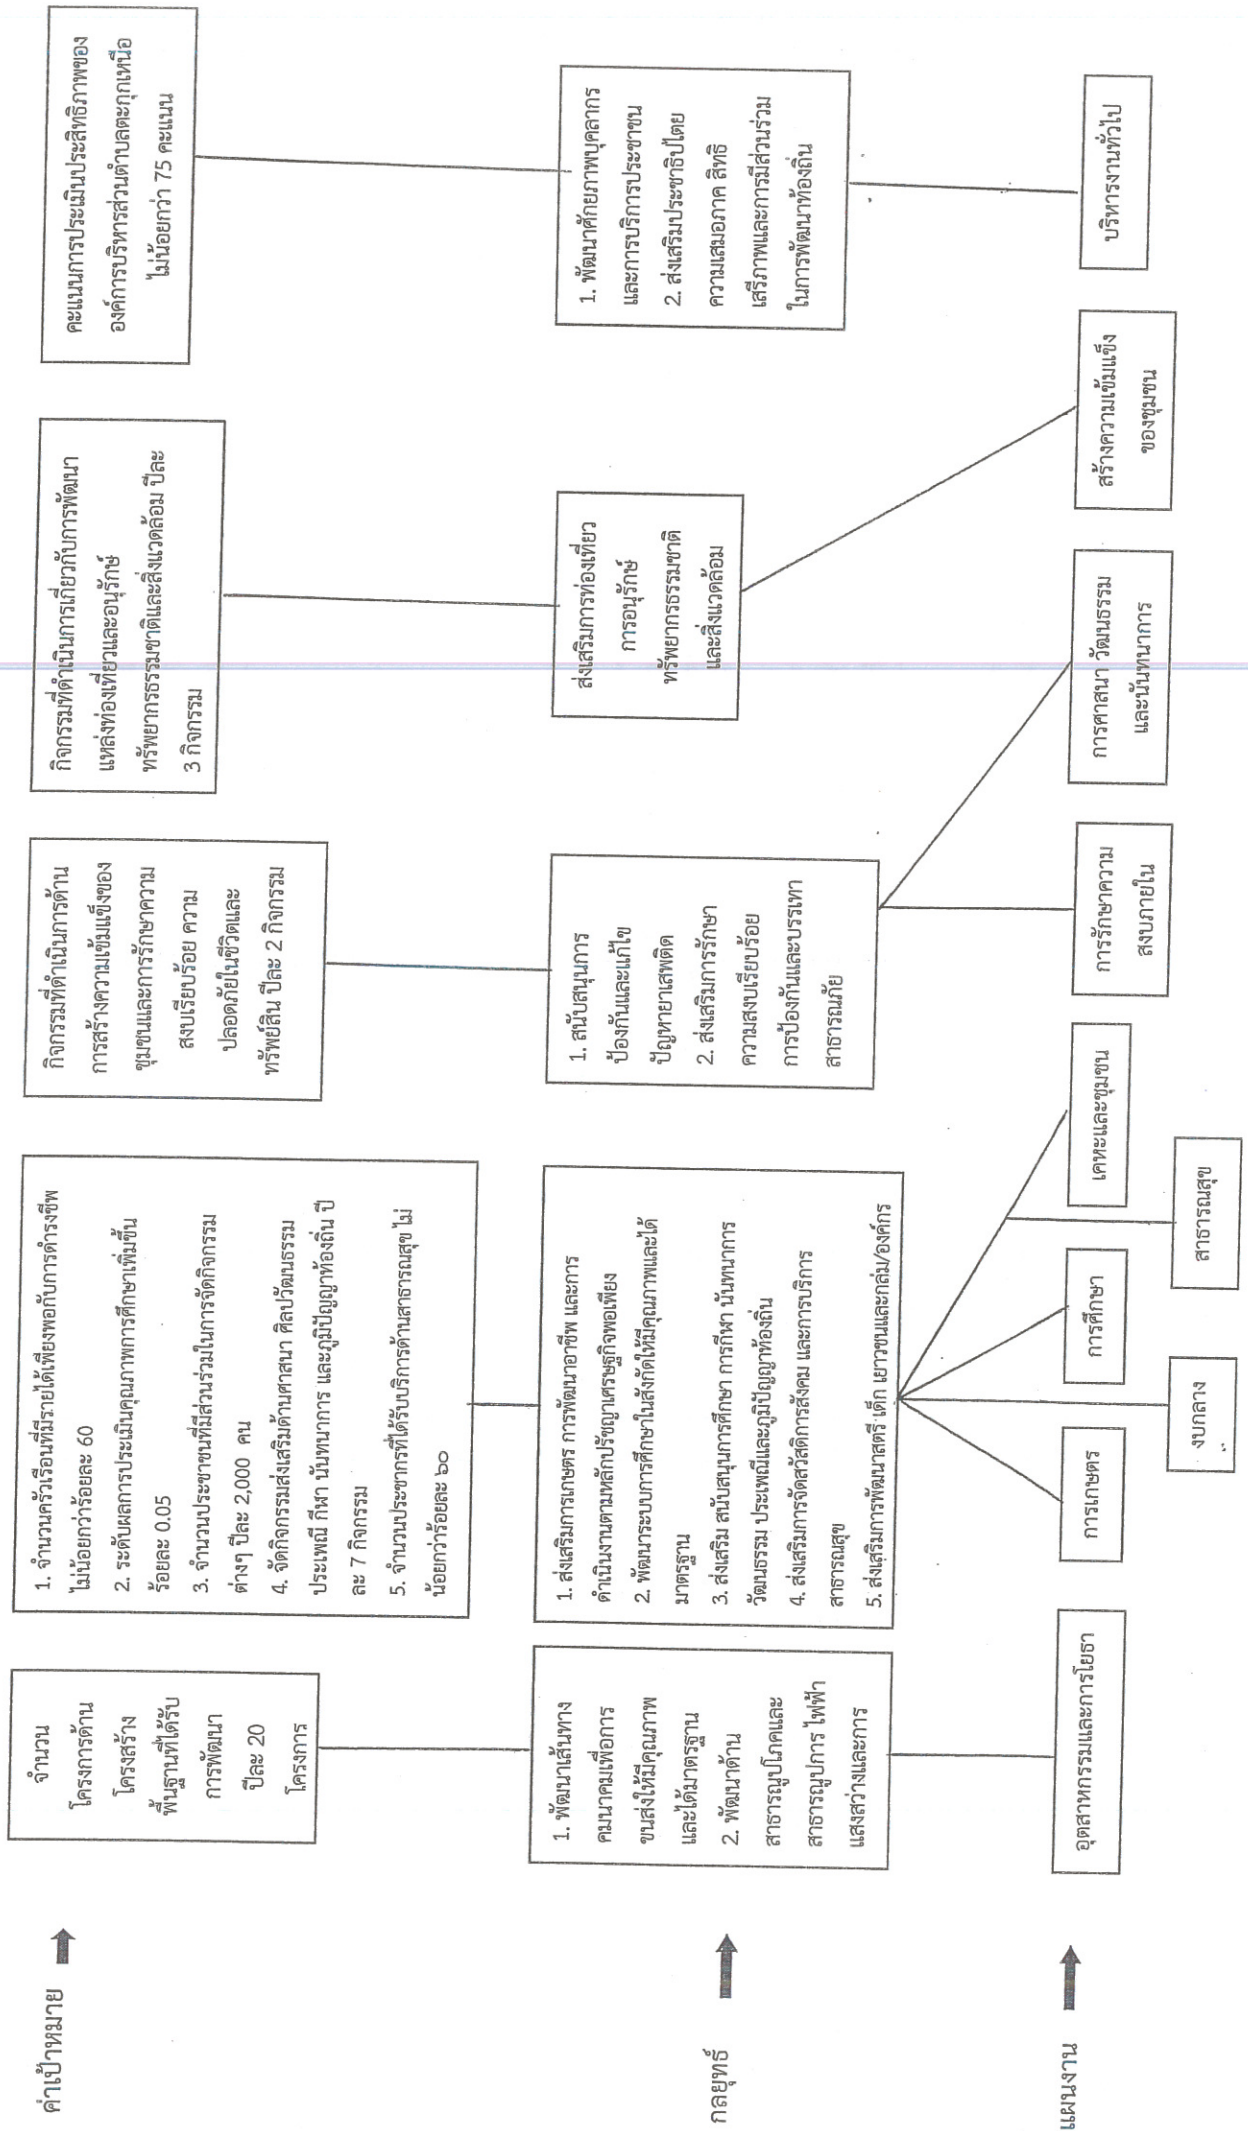 ค่าเป้าหมาย
จำนวน
โครงการด้าน
โครงสร้าง
พื้นฐานที่ได้รับ
การพัฒนา
ปีละ 20
โครงการ
1. จำนวนครัวเรือนที่มีรายได้เพียงพอกับการดำรงชีพ
ไม่น้อยกว่าร้อยละ 60
2. ระดับผลการประเมินคุณภาพการศึกษาเพิ่มขึ้น
ร้อยละ 0.05
3. จำนวนประชาชนที่มีส่วนร่วมในการจัดกิจกรรม
ต่างๆ ปีละ 2,000 คน
4. จัดกิจกรรมส่งเสริมด้านศาสนา ศิลปวัฒนธรรม
ประเพณี กีฬา นันทนาการ และภูมิปัญญาท้องถิ่น ปี
ละ 7 กิจกรรม
5. จำนวนประชากรที่ได้รับบริการด้านสาธารณสุข ไม่
น้อยกว่าร้อยละ ๖๐
กิจกรรมที่ดำเนินการด้าน
การสร้างความเข้มแข็งของ
ชุมชนและการรักษาความ
สงบเรียบร้อย ความ
ปลอดภัยในชีวิตและ
ทรัพย์สิน ปีละ 2 กิจกรรม
กิจกรรมที่ดำเนินการเกี่ยวกับการพัฒนา
แหล่งท่องเที่ยวและอนุรักษ์
ทรัพยากรธรรมชาติและสิ่งแวดล้อม ปีละ
3 กิจกรรม
คะแนนการประเมินประสิทธิภาพของ
องค์การบริหารส่วนตำบลตะกุกเหนือ
ไม่น้อยกว่า 75 คะแนน
กลยุทธ์
1. พัฒนาเส้นทาง
คมนาคมเพื่อการ
ขนส่งให้มีคุณภาพ
และได้มาตรฐาน
2. พัฒนาด้าน
สาธารณูปโภคและ
สาธารณูปการ ไฟฟ้า
แสงสว่างและการ
1. ส่งเสริมการเกษตร การพัฒนาอาชีพ และการ
ดำเนินงานตามหลักปรัชญาเศรษฐกิจพอเพียง
2. พัฒนาระบบการศึกษาในสังกัดให้มีคุณภาพและได้
มาตรฐาน
3. ส่งเสริม สนับสนุนการศึกษา การกีฬา นันทนาการ
วัฒนธรรม ประเพณีและภูมิปัญญาท้องถิ่น
4. ส่งเสริมการจัดสวัสดิการสังคม และการบริการ
สาธารณสุข
5. ส่งเสริมการพัฒนาสตรี เด็ก เยาวชนและกลุ่ม/องค์กร
1. สนับสนุนการ
ป้องกันและแก้ไข
ปัญหายาเสพติด
2. ส่งเสริมการรักษา
ความสงบเรียบร้อย
การป้องกันและบรรเทา
สาธารณภัย
ส่งเสริมการท่องเที่ยว
การอนุรักษ์
ทรัพยากรธรรมชาติ
และสิ่งแวดล้อม
1. พัฒนาศักยภาพบุคลากร
และการบริการประชาชน
2. ส่งเสริมประชาธิปไตย
ความเสมอภาค สิทธิ
เสรีภาพและการมีส่วนร่วม
ในการพัฒนาท้องถิ่น
แผนงาน
อุตสาหกรรมและการโยธา
การเกษตร
งบกลาง
การศึกษา
สาธารณสุข
เคหะและชุมชน
การรักษาความ
สงบภายใน
การศาสนา วัฒนธรรม
และนันทนาการ
สร้างความเข้มแข็ง
ของชุมชน
บริหารงานทั่วไป